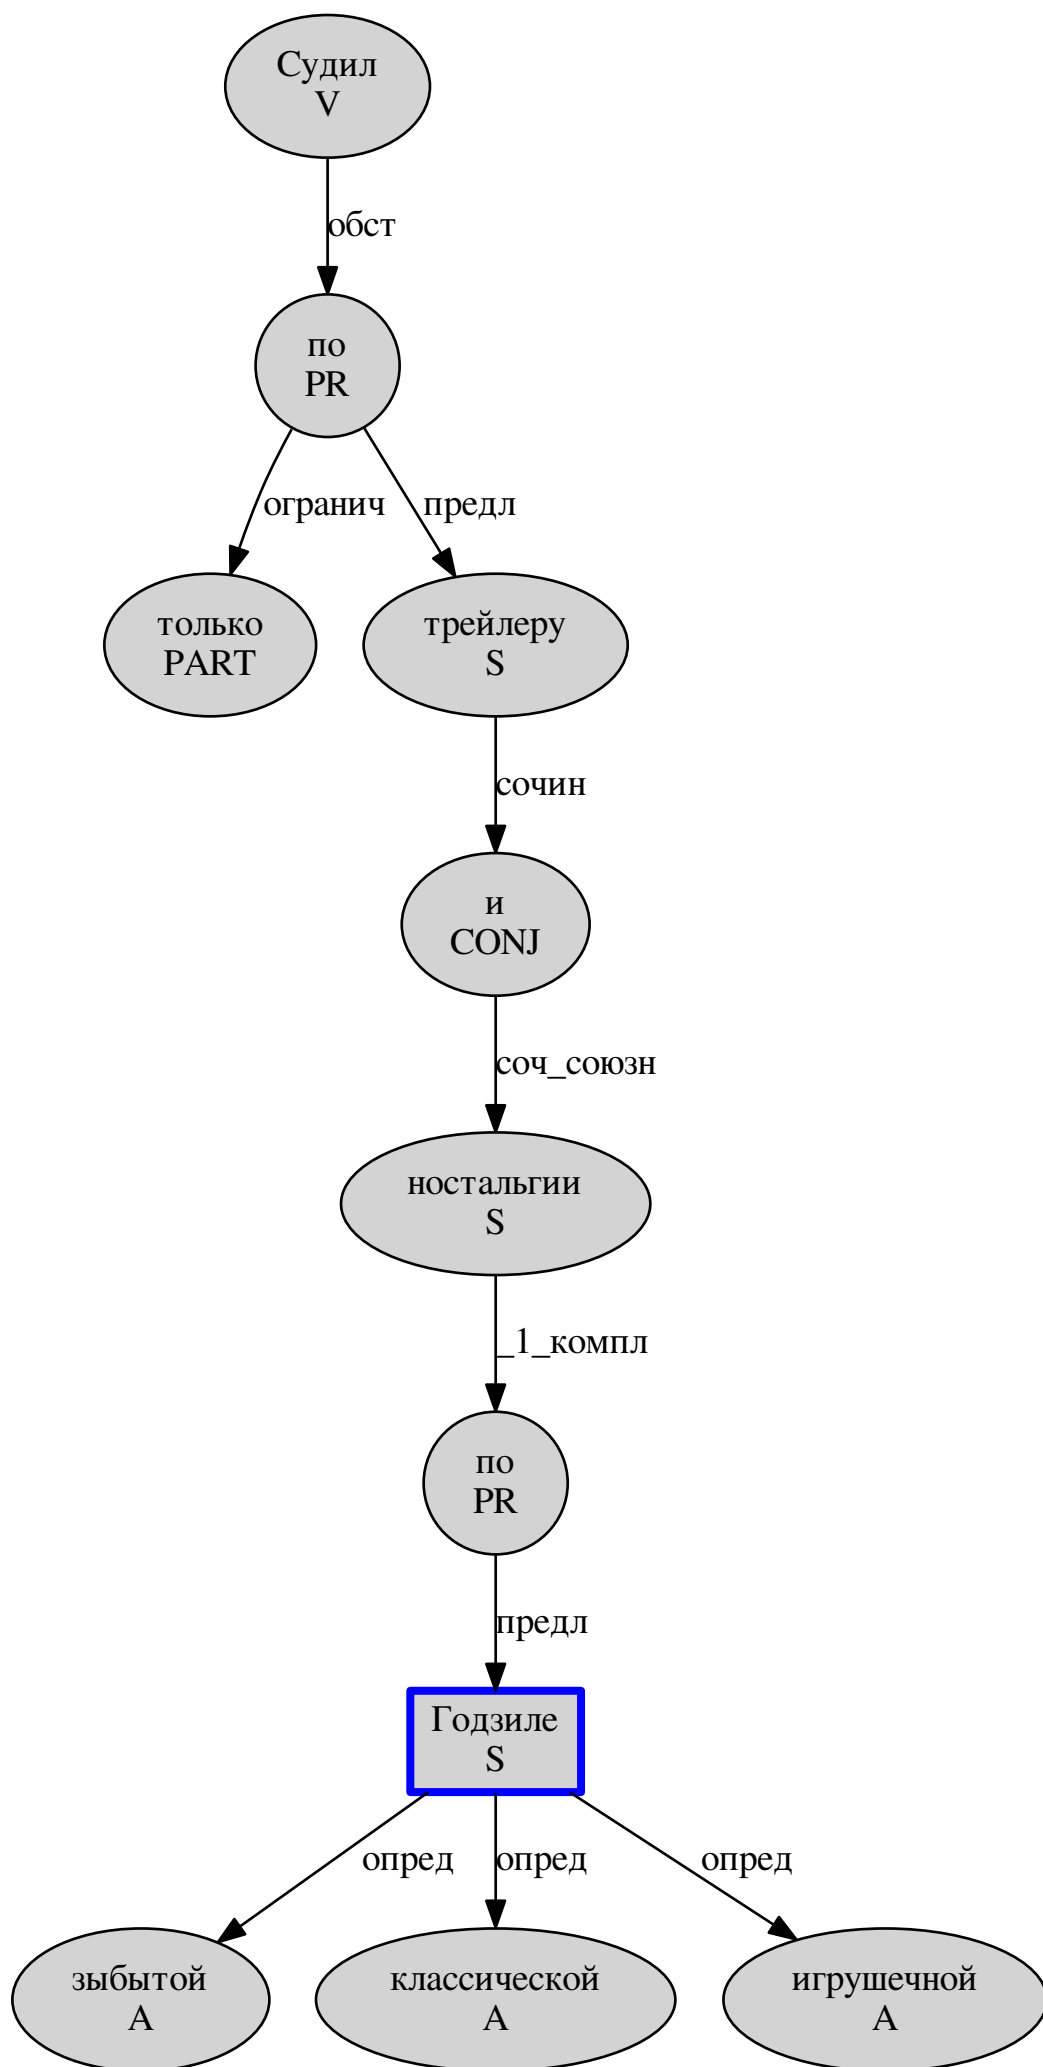 Судил
V
обст
по
PR
огранич
предл
только
PART
трейлеру
S
сочин
и
CONJ
соч_союзн
ностальгии
S
_1_компл
по
PR
предл
Годзиле
S
опред
опред
опред
зыбытой
A
классической
A
игрушечной
A